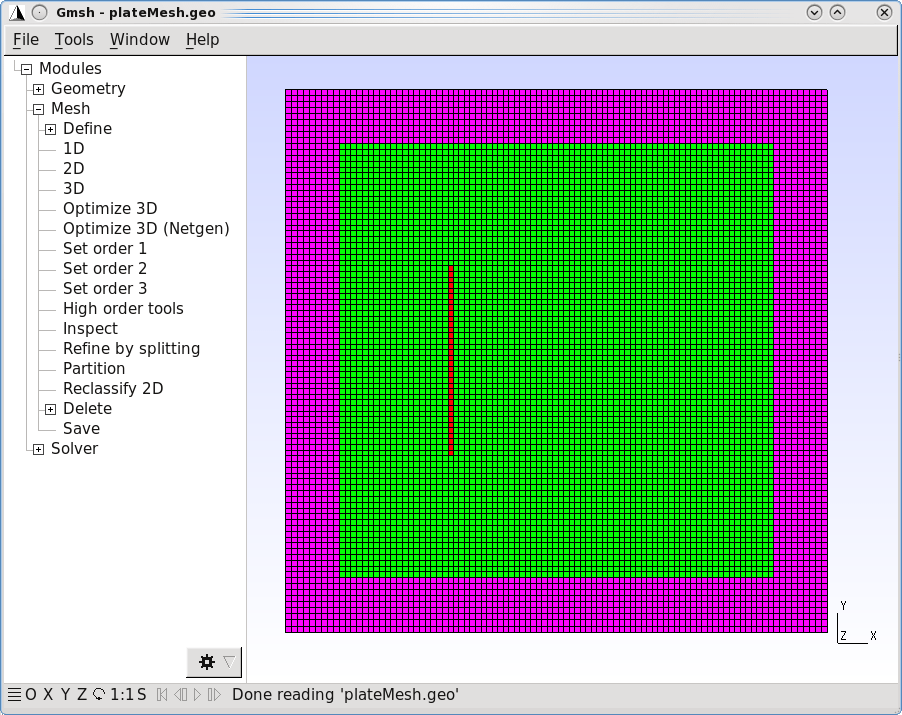 Gmsh - plateMesh.geo
File Tools Window Help
Modules
Geometry
Mesh
Define
1D
2D
3D
Optimize 3D
Optimize 3D (Netgen)
Set order 1
Set order 2
Set order 3
High order tools
Inspect
Refine by splitting
Partition
Reclassify 2D
Delete
Save
Solver
Y
Z X
O X Y Z 1:1 S Done reading 'plateMesh.geo'